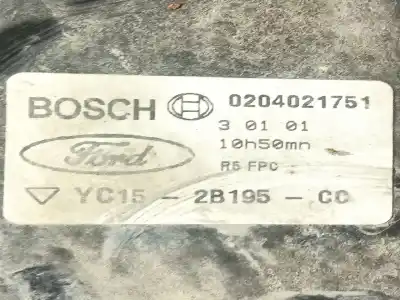 BOSCH 0204021751
3 01 01
10h50mn
Ford R5 FPC
YC15 - 2B195 - CC